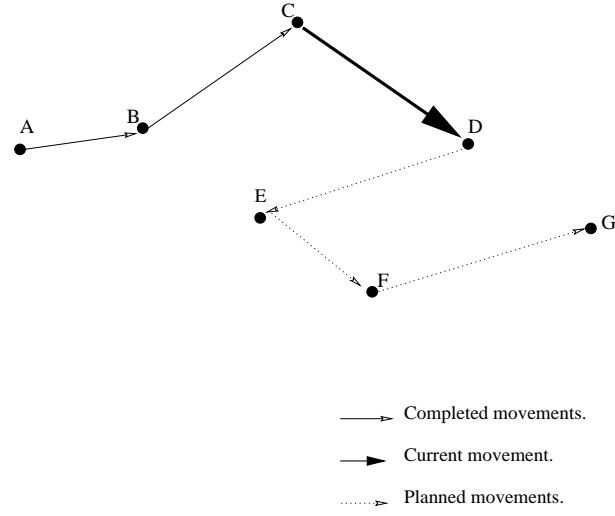 C
B
A
D
E
G
F
Completed movements.
Current movement.
Planned movements.